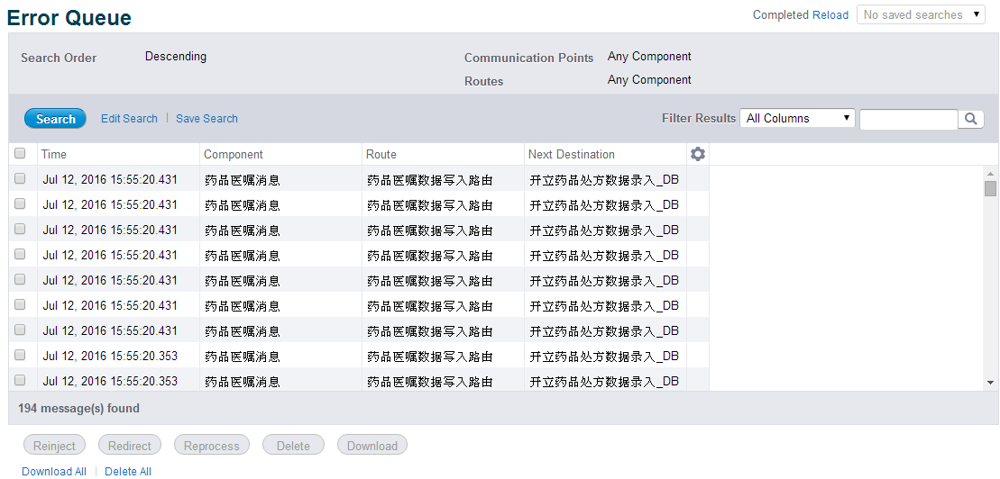 Error Queue
Completed Reload No saved searches
Search Order Descending Communication Points Any Component
Routes Any Component
Search Edit Search Save Search Filter Results All Columns
Time Component Route Next Destination
Jul 12, 2016 15:55:20.431 药品医嘱消息 药品医嘱数据写入路由 开立药品处方数据录入_DB
Jul 12, 2016 15:55:20.431 药品医嘱消息 药品医嘱数据写入路由 开立药品处方数据录入_DB
Jul 12, 2016 15:55:20.431 药品医嘱消息 药品医嘱数据写入路由 开立药品处方数据录入_DB
Jul 12, 2016 15:55:20.431 药品医嘱消息 药品医嘱数据写入路由 开立药品处方数据录入_DB
Jul 12, 2016 15:55:20.431 药品医嘱消息 药品医嘱数据写入路由 开立药品处方数据录入_DB
Jul 12, 2016 15:55:20.431 药品医嘱消息 药品医嘱数据写入路由 开立药品处方数据录入_DB
Jul 12, 2016 15:55:20.431 药品医嘱消息 药品医嘱数据写入路由 开立药品处方数据录入_DB
Jul 12, 2016 15:55:20.353 药品医嘱消息 药品医嘱数据写入路由 开立药品处方数据录入_DB
Jul 12, 2016 15:55:20.353 药品医嘱消息 药品医嘱数据写入路由 开立药品处方数据录入_DB
194 message(s) found
Reinject Redirect Reprocess Delete Download
Download All Delete All